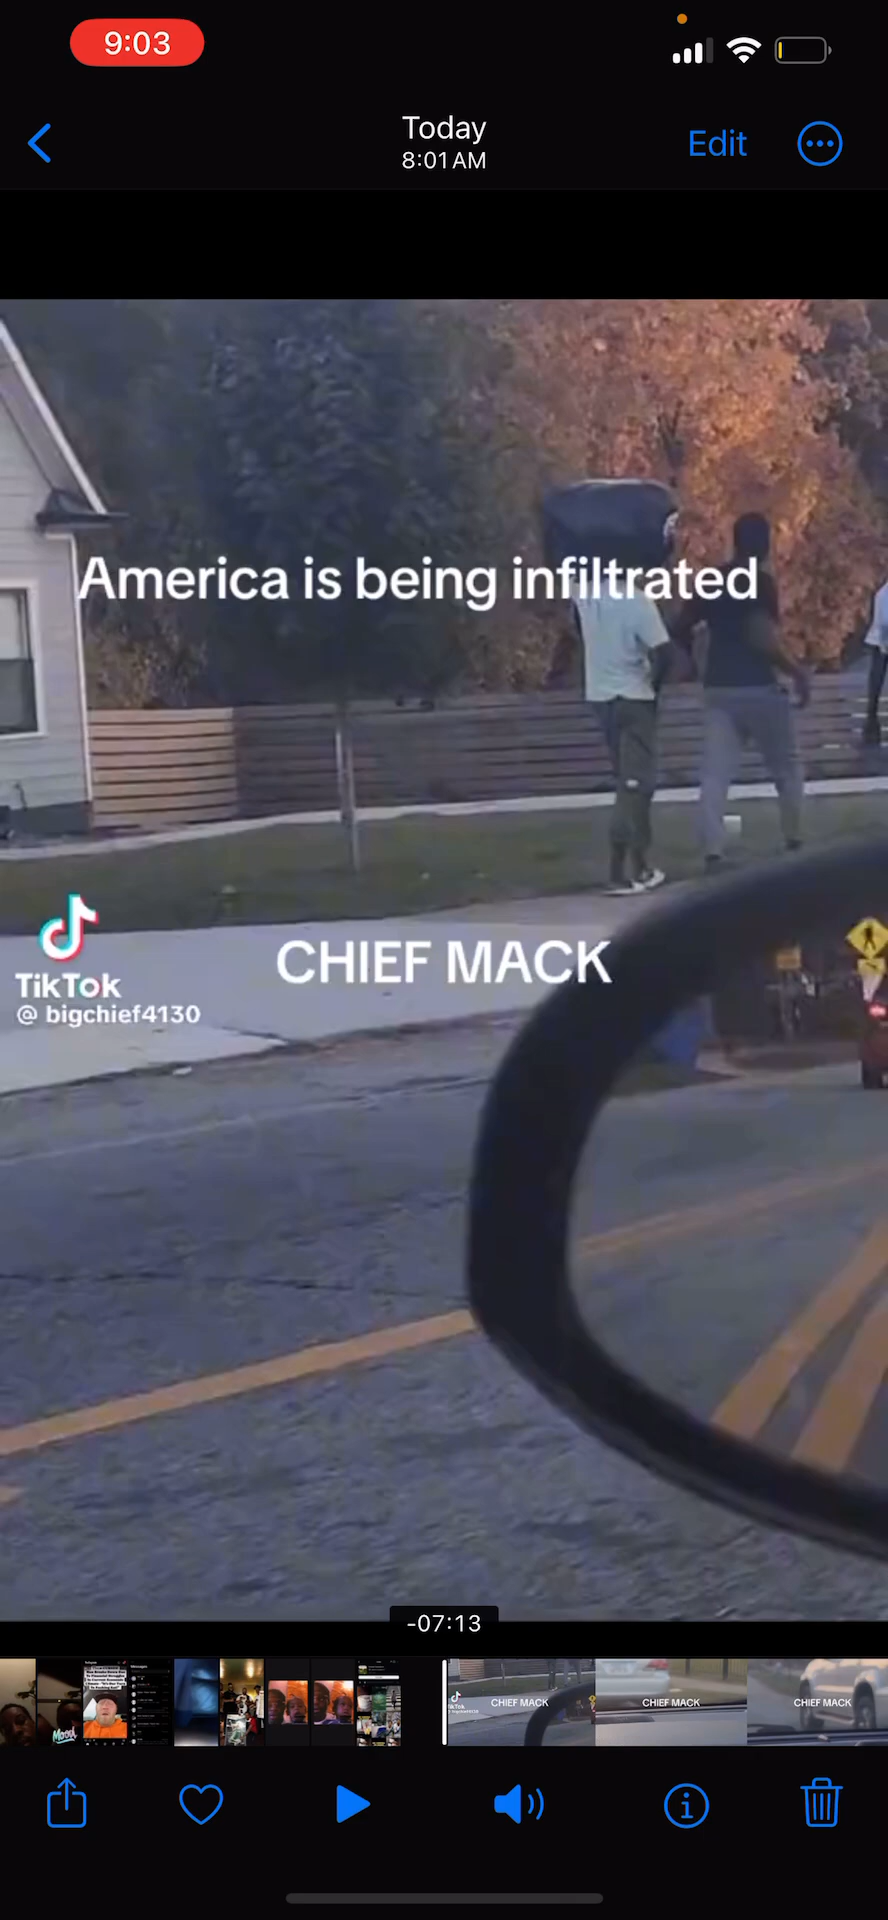 9:03
Today
8:01 AM
Edit
America is being infiltrated
CHIEF MACK
TikTok
@ bigchief4130
-07:13
Mood
CHIEF MACK
CHIEF MACK
CHIEF MACK